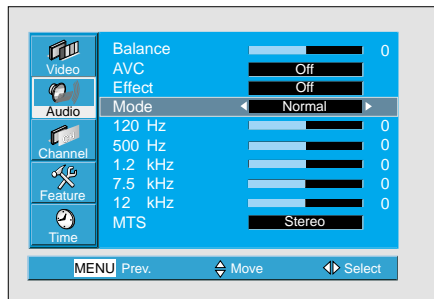 Video
Audio
Channel
Feature
Time
Balance 0
AVC Off
Effect Off
Mode Normal
120 Hz 0
500 Hz 0
1.2 kHz 0
7.5 kHz 0
12 kHz 0
MTS Stereo
MENU Prev. Move Select